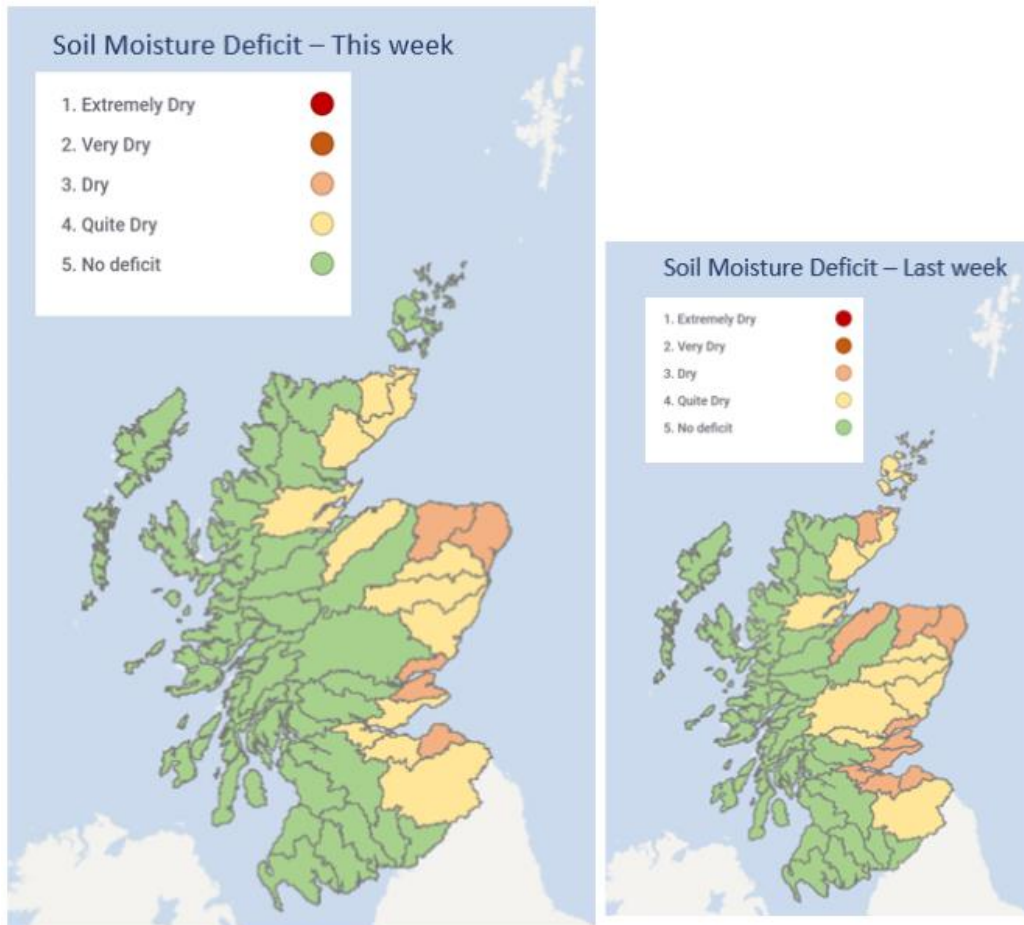 Soil Moisture Deficit – This week
1. Extremely Dry
2. Very Dry
3. Dry
4. Quite Dry
5. No deficit
Soil Moisture Deficit – Last week
1. Extremely Dry
2. Very Dry
3. Dry
4. Quite Dry
5. No deficit